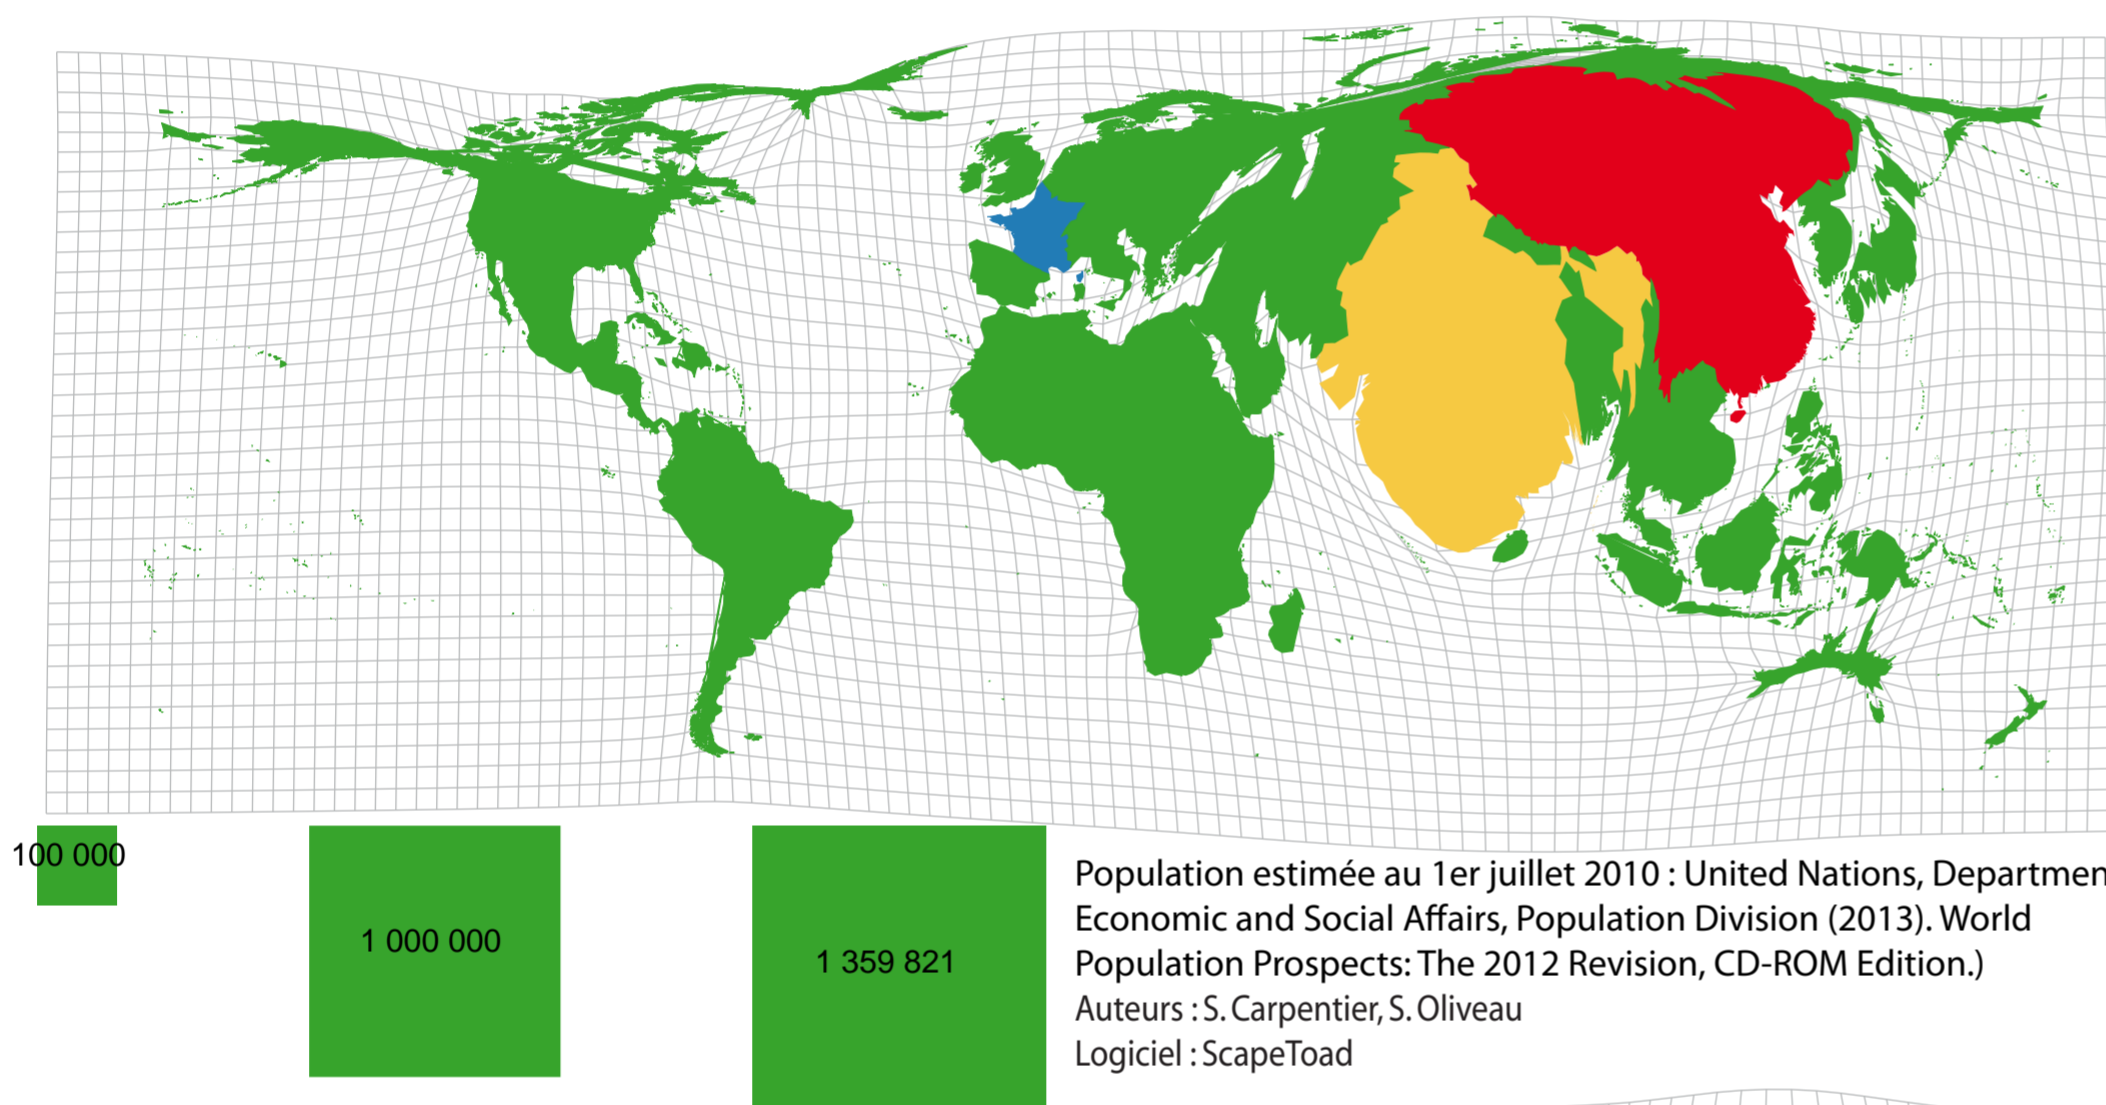 100 000
1 000 000
1 359 821
Population estimée au 1er juillet 2010 : United Nations, Departmen
Economic and Social Affairs, Population Division (2013). World
Population Prospects: The 2012 Revision, CD-ROM Edition.)
Auteurs : S. Carpentier, S. Oliveau
Logiciel : ScapeToad